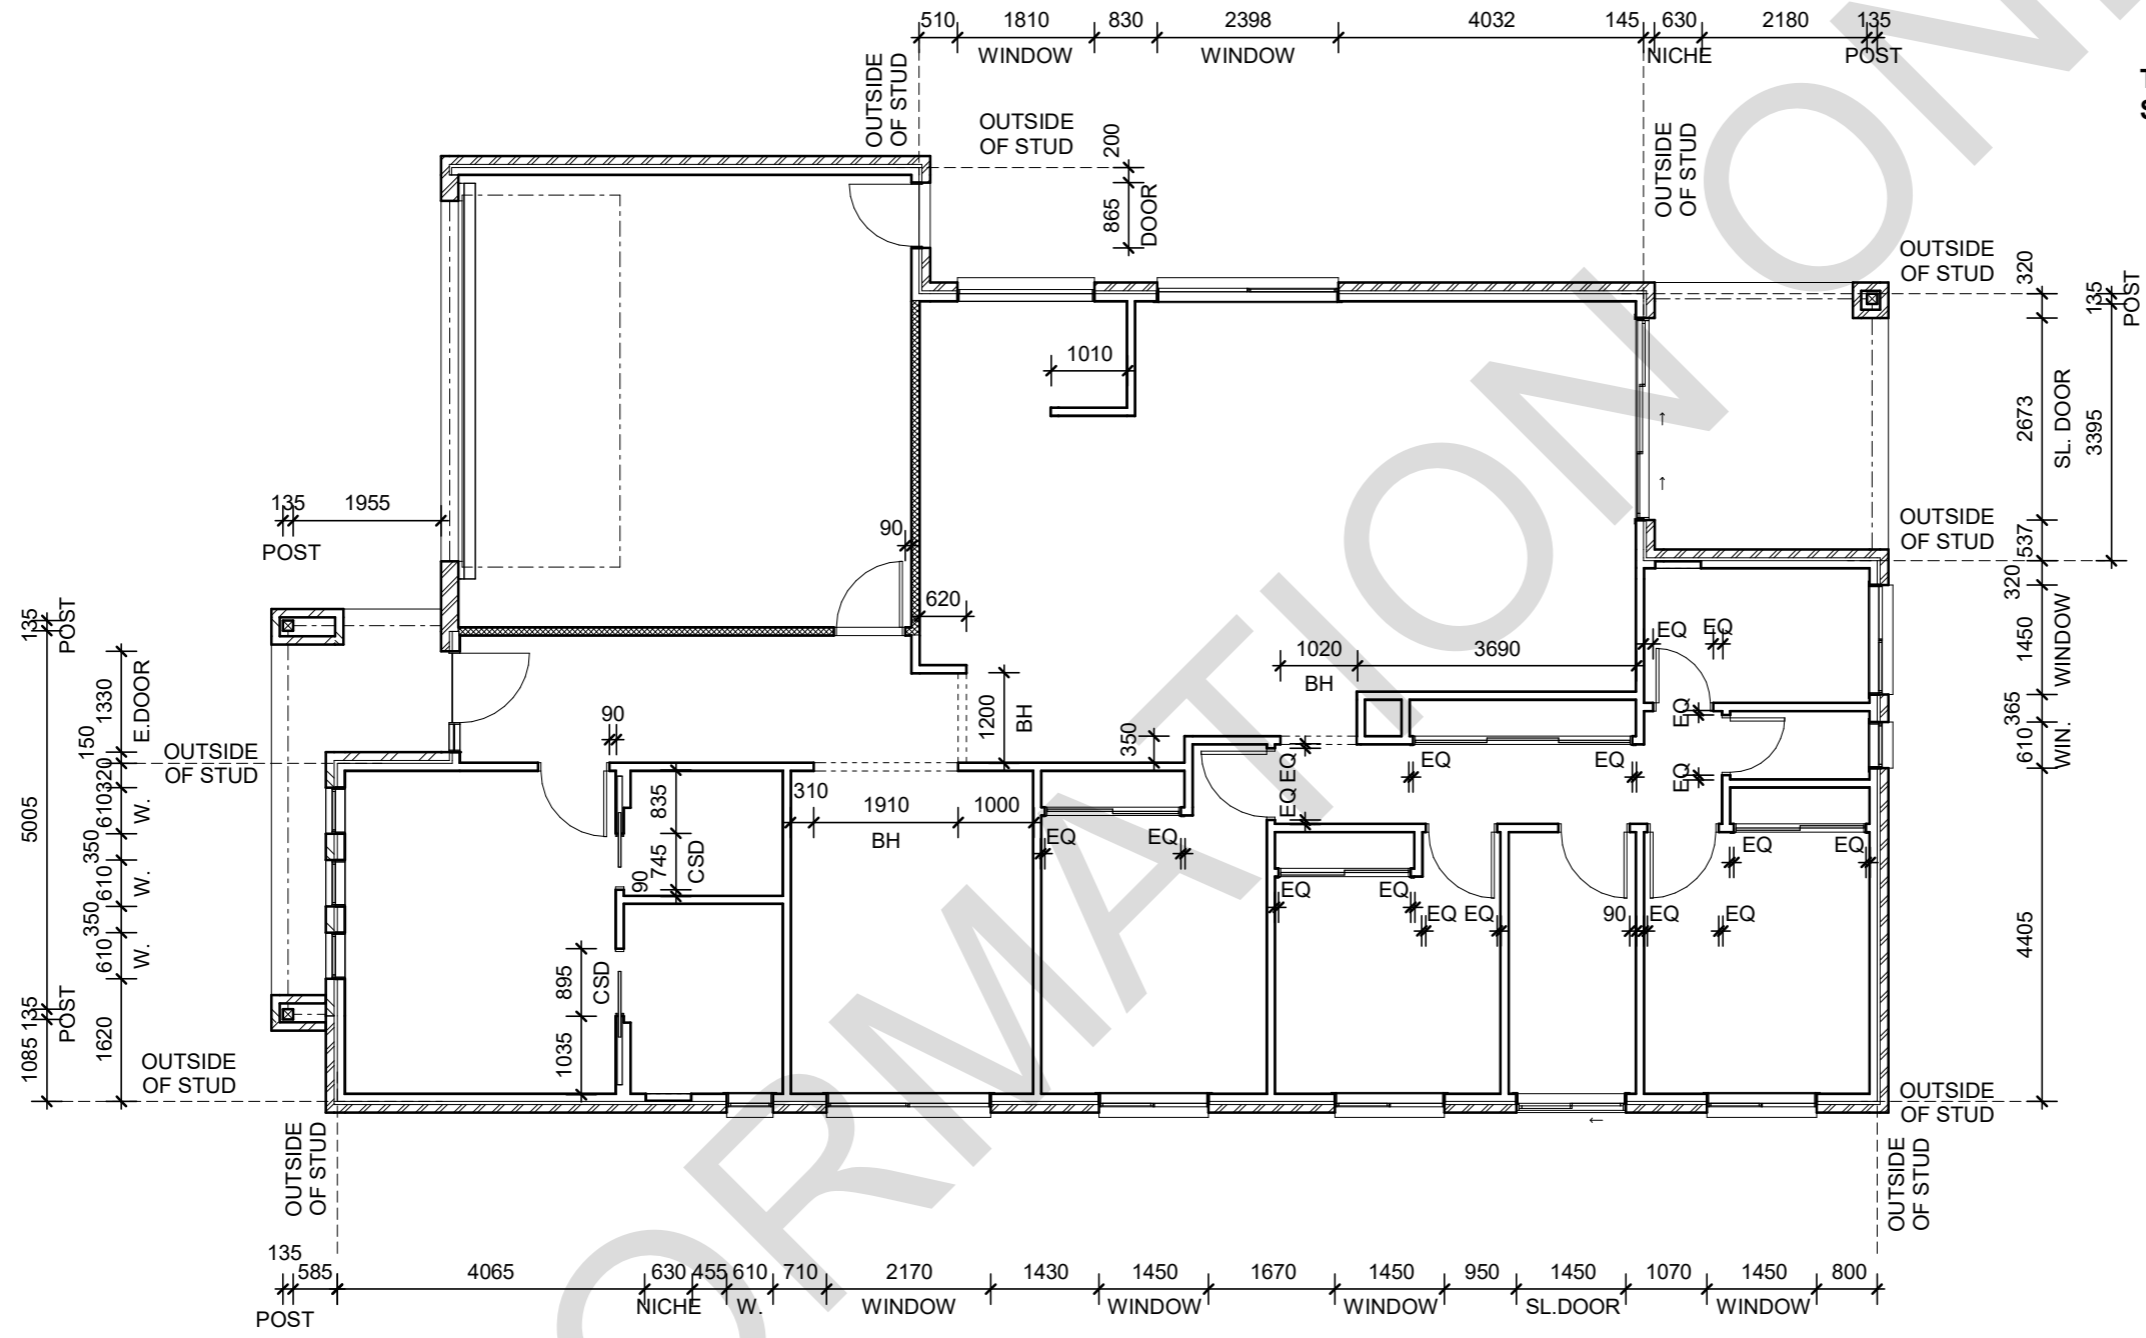 510 1810 830 2398 4032 145 630 2180 135
WINDOW WINDOW NICHE POST
OUTSIDE
OF STUD
OUTSIDE
OF STUD
200
865
DOOR
OUTSIDE
OF STUD
OUTSIDE
OF STUD
320
135
POST
1010
2673
SL. DOOR
3395
135 1955
POST
90
OUTSIDE
OF STUD
537
320
135
POST
620
1330
E.DOOR
EQ EQ
1450
WINDOW
1020 3690
BH
90
1200
BH
350
EQ
365
150
OUTSIDE
OF STUD
320
EQ EQ
EQ EQ
EQ
610
WIN.
5005
610
W.
350
610
W.
350
610
W.
310 1910 1000
BH
835
745
CSD
90
EQ EQ
EQ EQ
EQ EQ
EQ EQ
90 EQ EQ
4405
895
CSD
1035
135
POST
1085
1620
OUTSIDE
OF STUD
OUTSIDE
OF STUD
OUTSIDE
OF STUD
OUTSIDE
OF STUD
135
585 4065 630 455 610 710 2170 1430 1450 1670 1450 950 1450 1070 1450 800
POST NICHE W. WINDOW WINDOW WINDOW SL.DOOR WINDOW
ORMATION ON